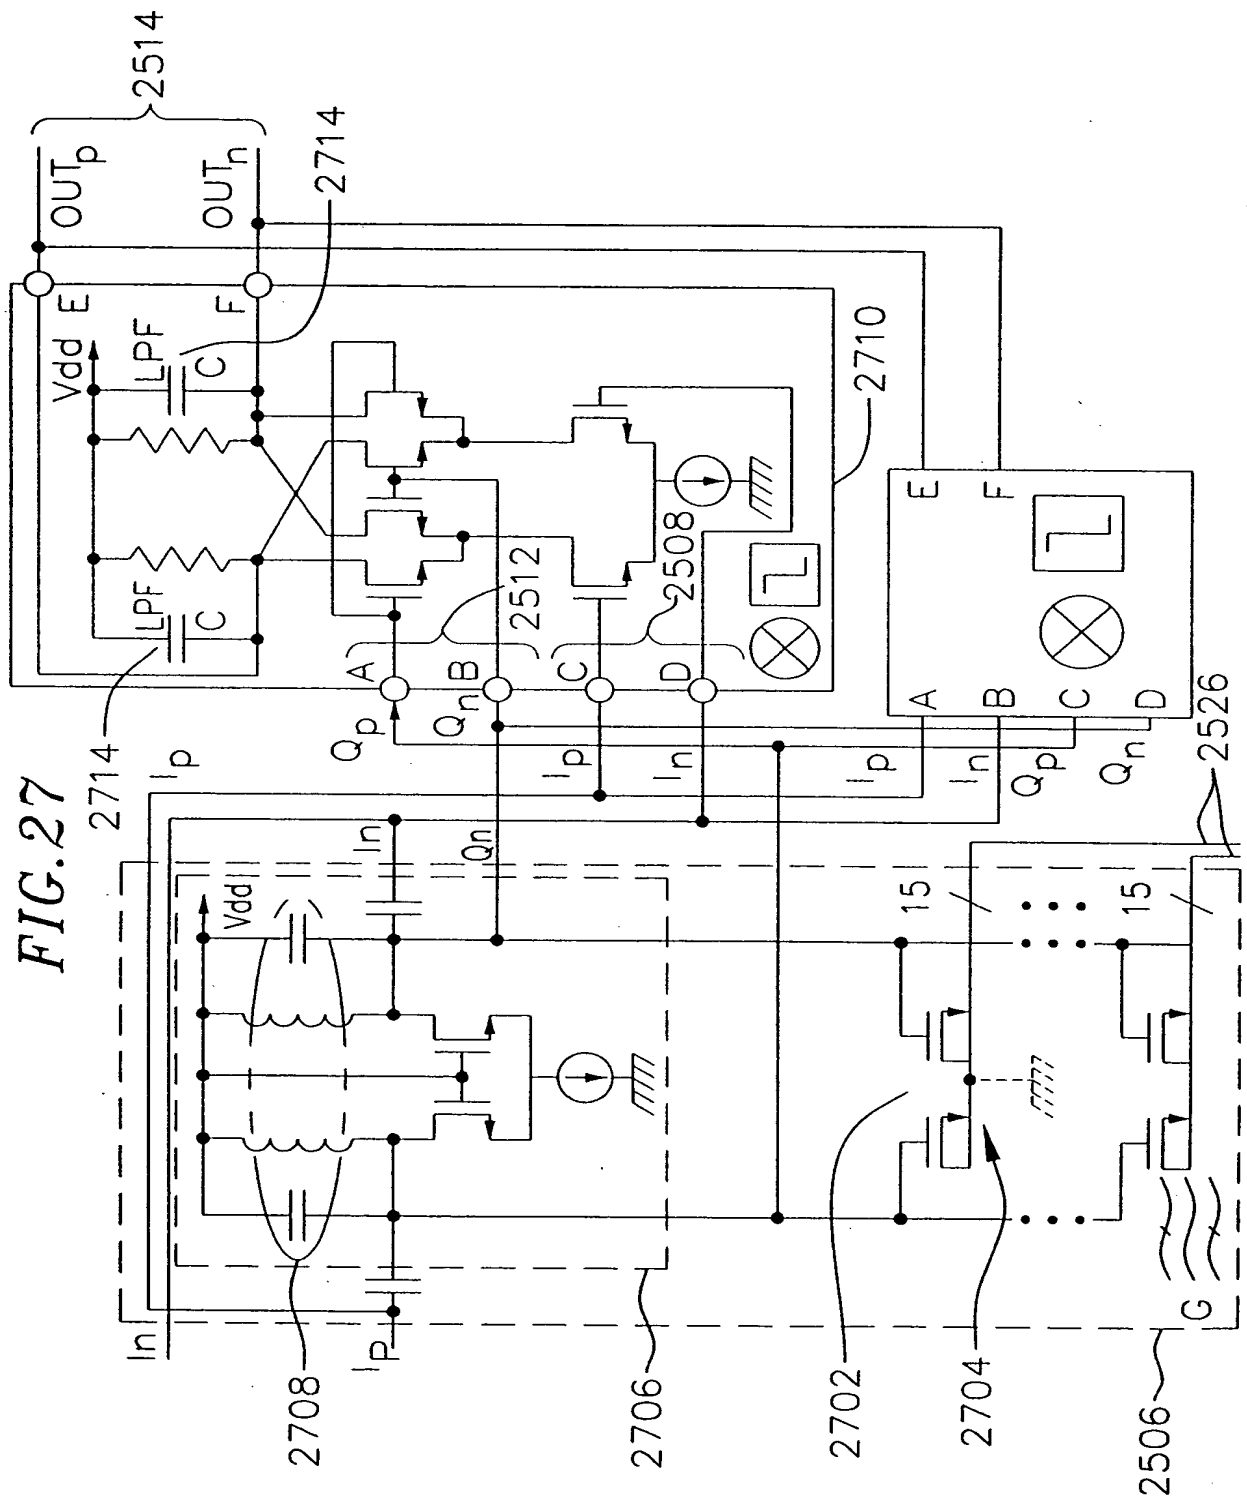 FIG.27
2514
OUTp
OUTn
2714
E
F
Vdd
LPF
C
LPF
C
2714
2710
A
B
C
D
2512
2508
Qp
Qn
Ip
In
Ip
In
Qn
Vdd
In
Ip
2708
2706
E
F
A
B
C
D
Ip
In
Qp
Qn
2526
15
15
2702
2704
G
2506